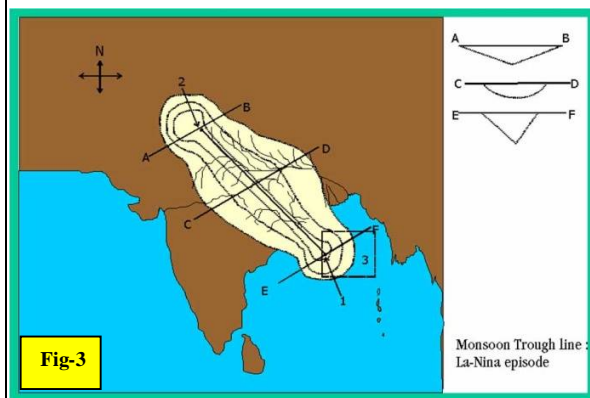 N
2
B
A
D
C
F
E
3
1
A B
C D
E F
Monsoon Trough line :
La-Nina episode
Fig-3